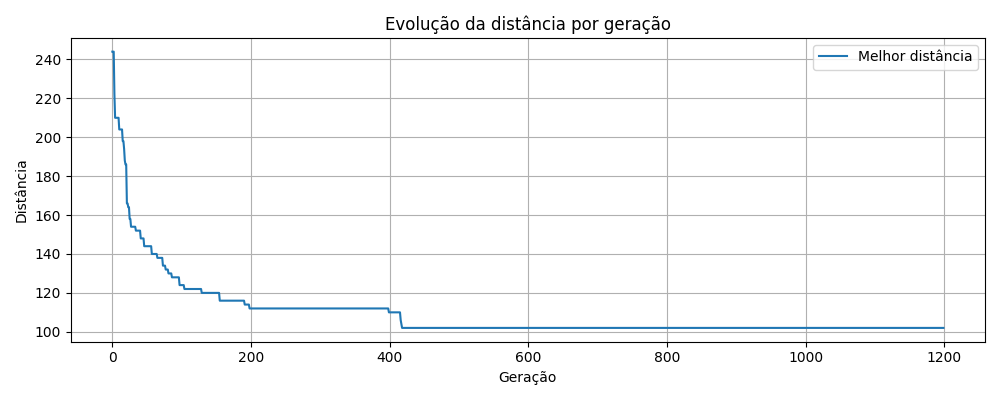 Evolução da distância por geração
Melhor distância
Distância
240
220
200
180
160
140
120
100
0 200 400 600 800 1000 1200
Geração